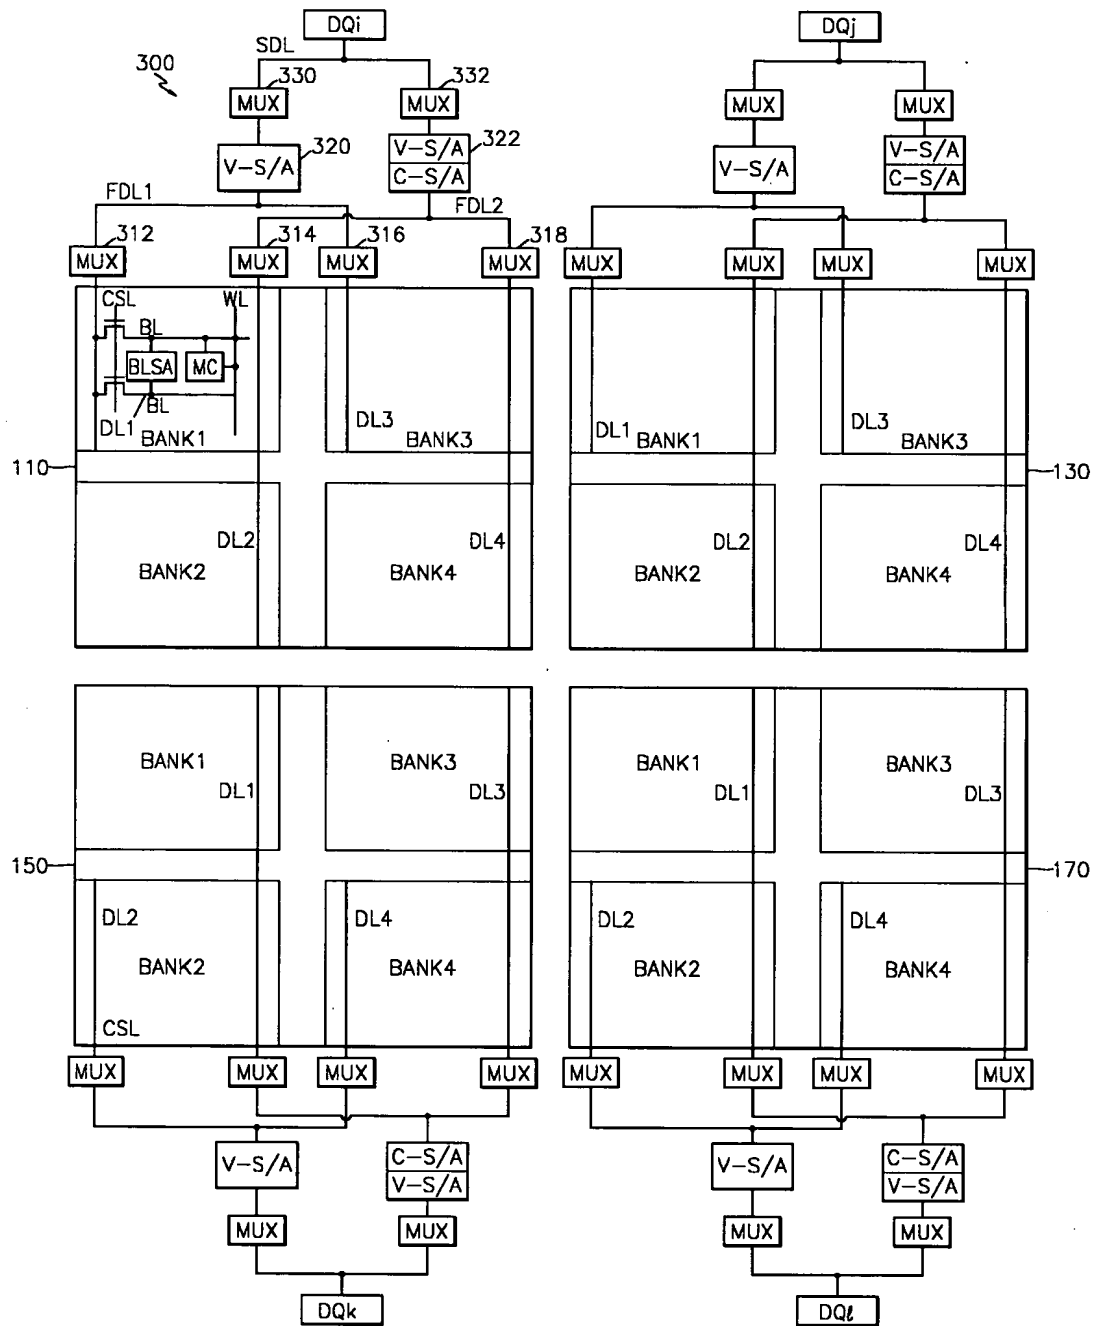 DQi
DQj
SDL
300
330
332
MUX
MUX
MUX
MUX
320
322
V-S/A
V-S/A
C-S/A
V-S/A
V-S/A
C-S/A
FDL1
FDL2
312
314
316
318
MUX
MUX
MUX
MUX
MUX
MUX
MUX
MUX
CSL
WL
BL
BLSA
MC
BL
DL1
BANK1
DL3
BANK3
DL1
BANK1
DL3
BANK3
110
130
DL2
BANK2
DL4
BANK4
DL2
BANK2
DL4
BANK4
BANK1
DL1
BANK3
DL3
BANK1
DL1
BANK3
DL3
150
170
DL2
BANK2
DL4
BANK4
DL2
BANK2
DL4
BANK4
CSL
MUX
MUX
MUX
MUX
MUX
MUX
MUX
MUX
V-S/A
C-S/A
V-S/A
V-S/A
C-S/A
V-S/A
MUX
MUX
MUX
MUX
DQk
DQℓ